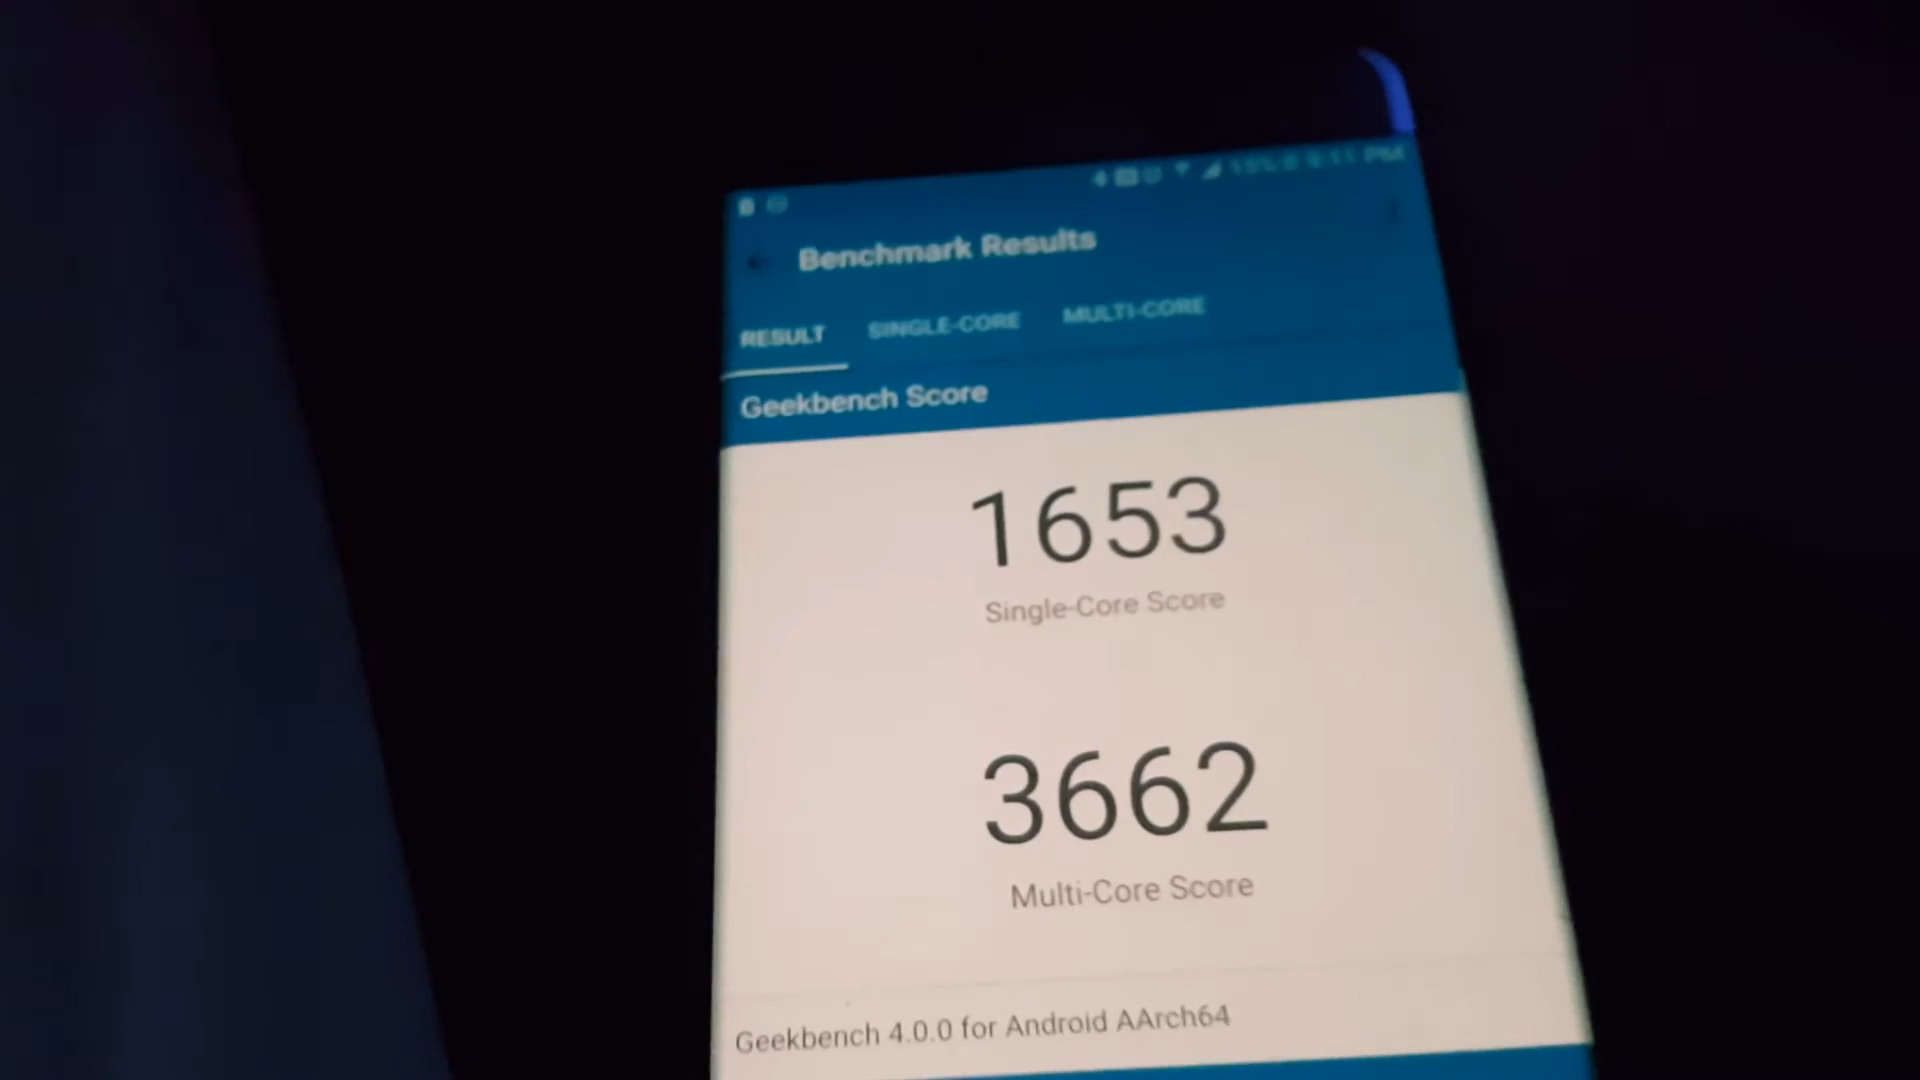 Benchmark Results
RESULT SINGLE-CORE MULTI-CORE
Geekbench Score
1653
Single-Core Score
3662
Multi-Core Score
Geekbench 4.0.0 for Android AArch64